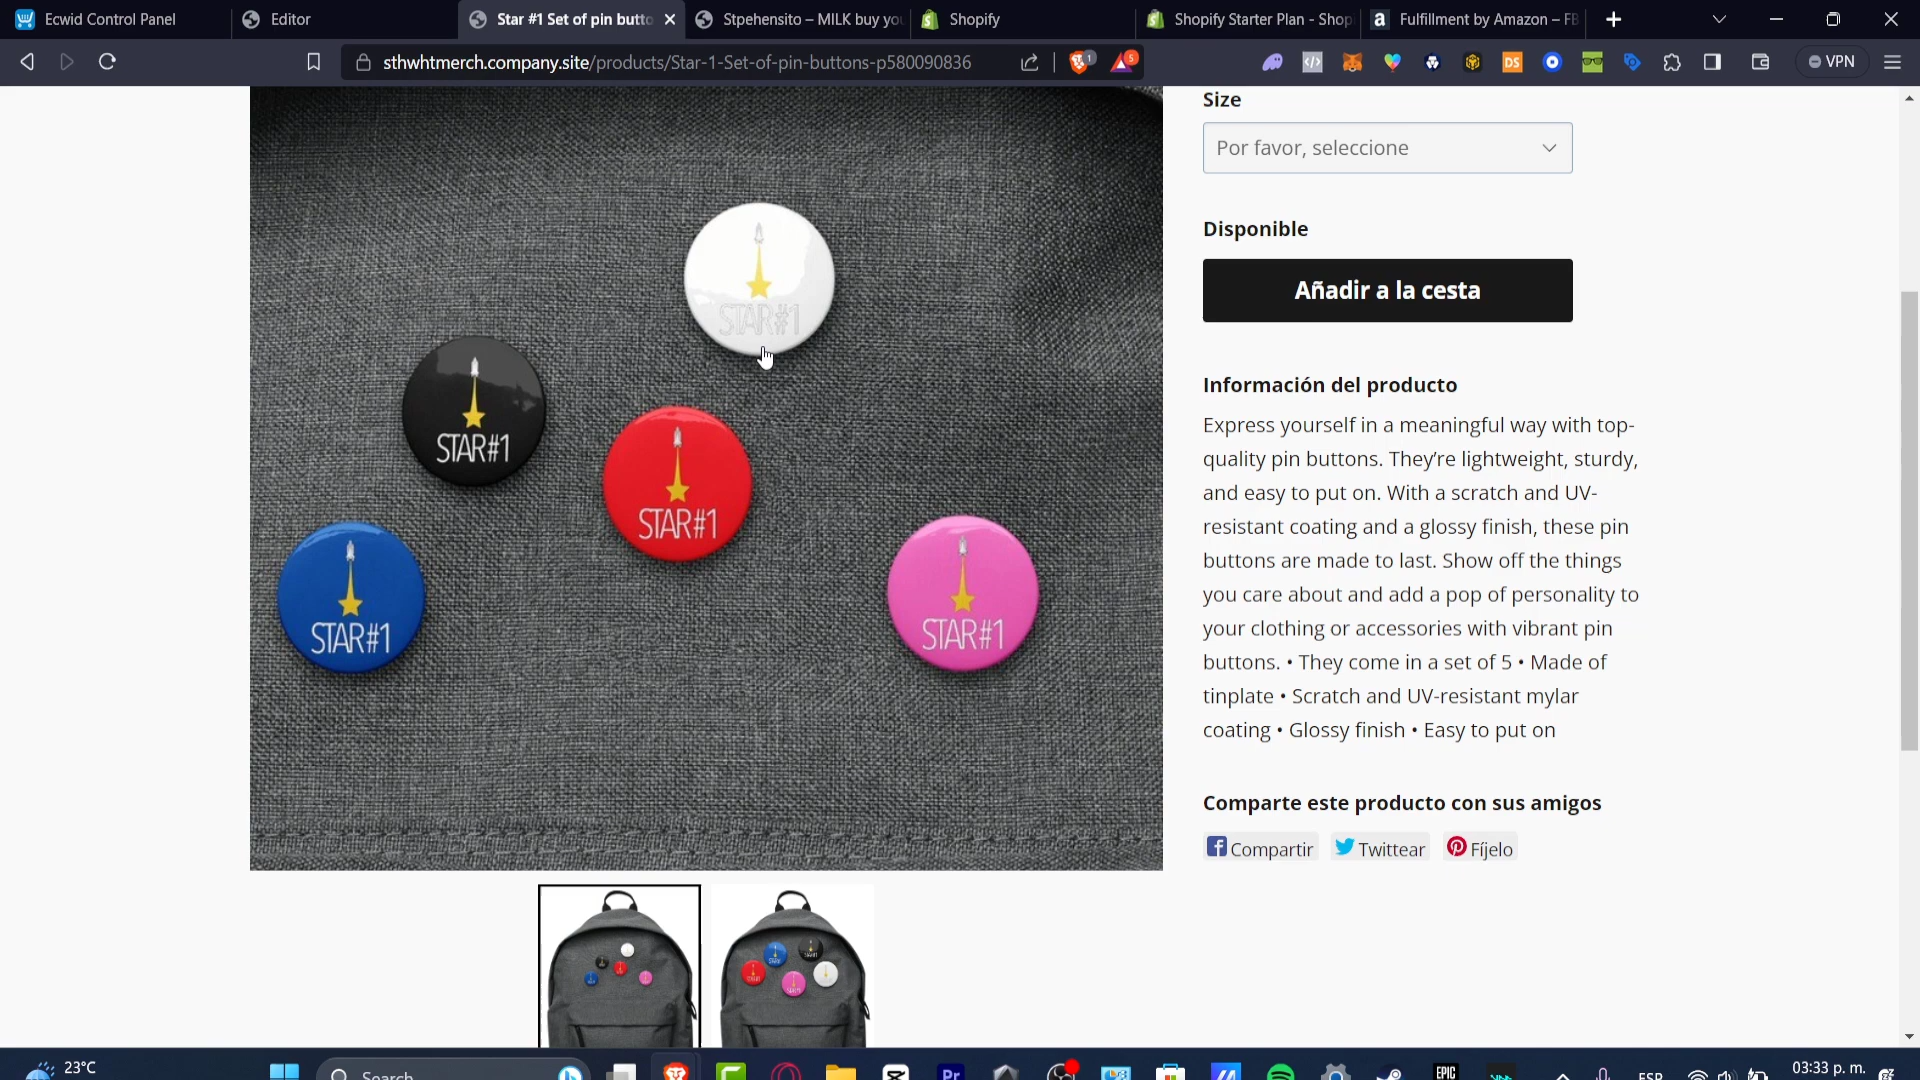 Ecwid Control Panel
Editor
Star #1 Set of pin butto
Stpehensito – MILK buy yo
Shopify
Shopify Starter Plan - Shop
Fulfillment by Amazon – FB
sthwhtmerch.company.site/products/Star-1-Set-of-pin-buttons-p580090836
1
5
DS
VPN
Size
Por favor, seleccione
Disponible
Añadir a la cesta
Información del producto
Express yourself in a meaningful way with top-
quality pin buttons. They're lightweight, sturdy,
and easy to put on. With a scratch and UV-
resistant coating and a glossy finish, these pin
buttons are made to last. Show off the things
you care about and add a pop of personality to
your clothing or accessories with vibrant pin
buttons. • They come in a set of 5 • Made of
tinplate • Scratch and UV-resistant mylar
coating • Glossy finish • Easy to put on
Comparte este producto con sus amigos
Compartir
Twittear
Fíjelo
STAR#1
STAR#1
STAR#1
STAR#1
STAR#1
23°C
Search
Pr
EPIC
ESP
03:33 p. m.